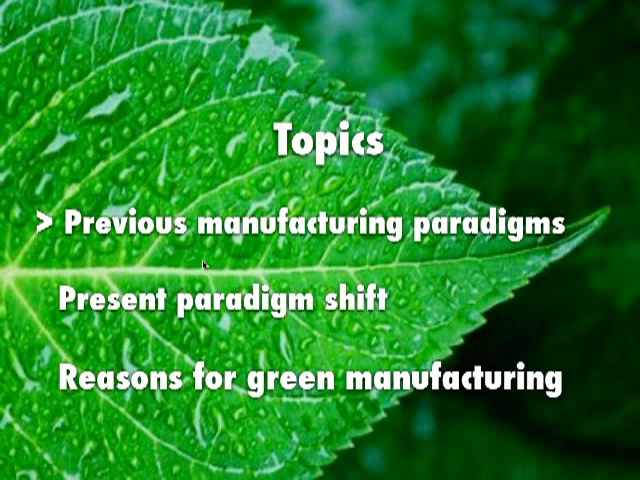 Topics
> Previous manufacturing paradigms
Present paradigm shift
Reasons for green manufacturing